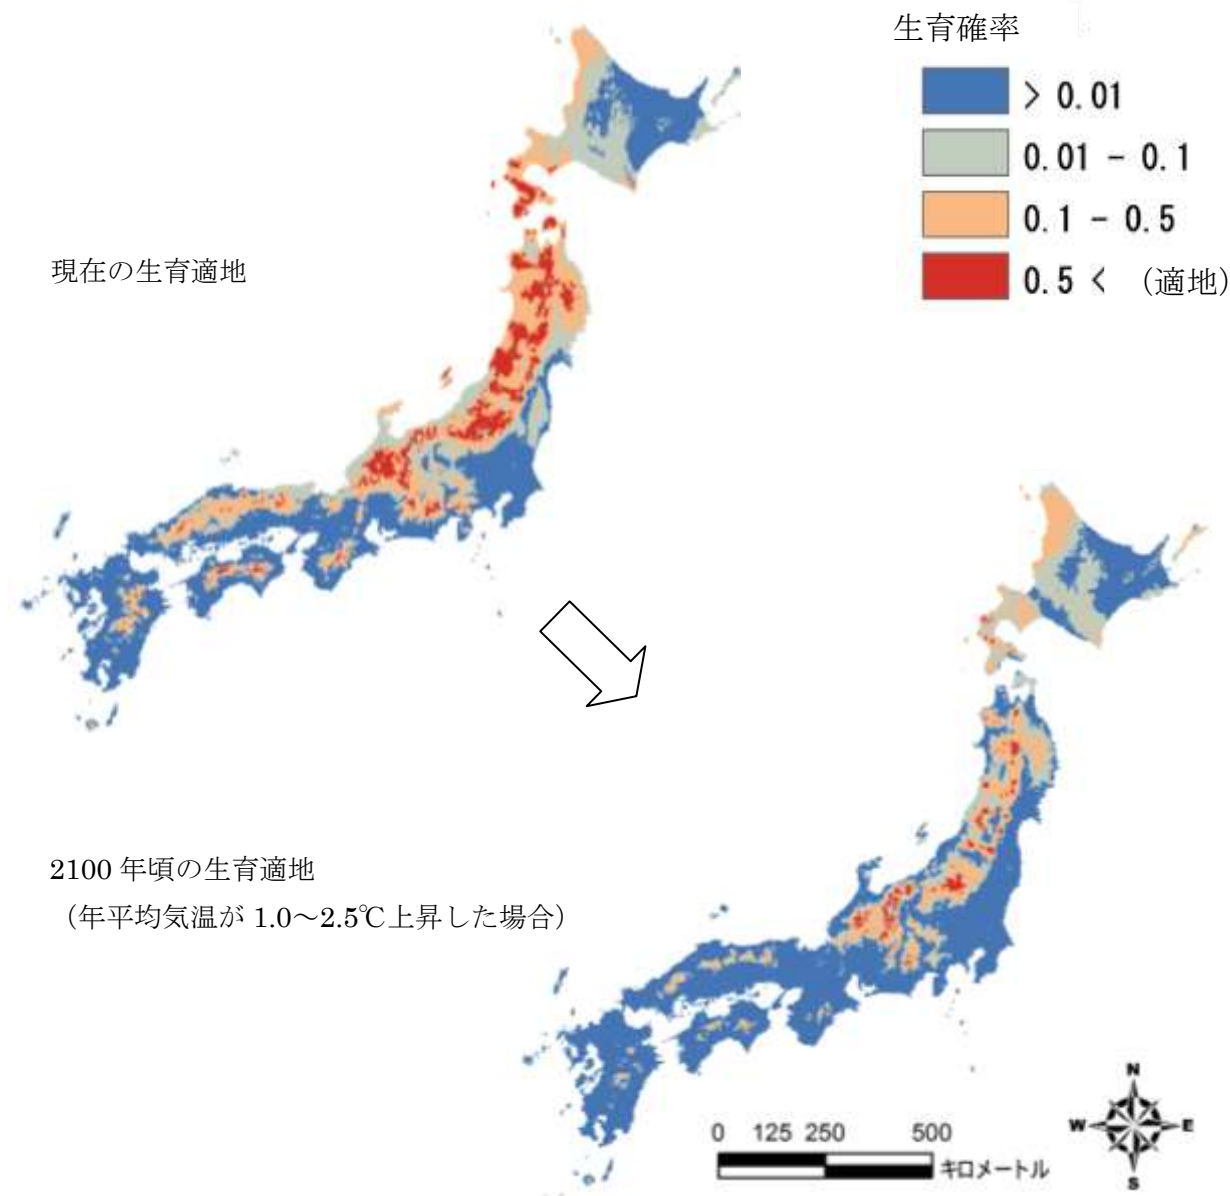 生育確率
> 0.01
0.01 - 0.1
0.1 - 0.5
0.5 < （適地）
現在の生育適地
2100 年頃の生育適地
（年平均気温が 1.0～2.5℃上昇した場合）
0 125 250 500
キロメートル
N
W E
S